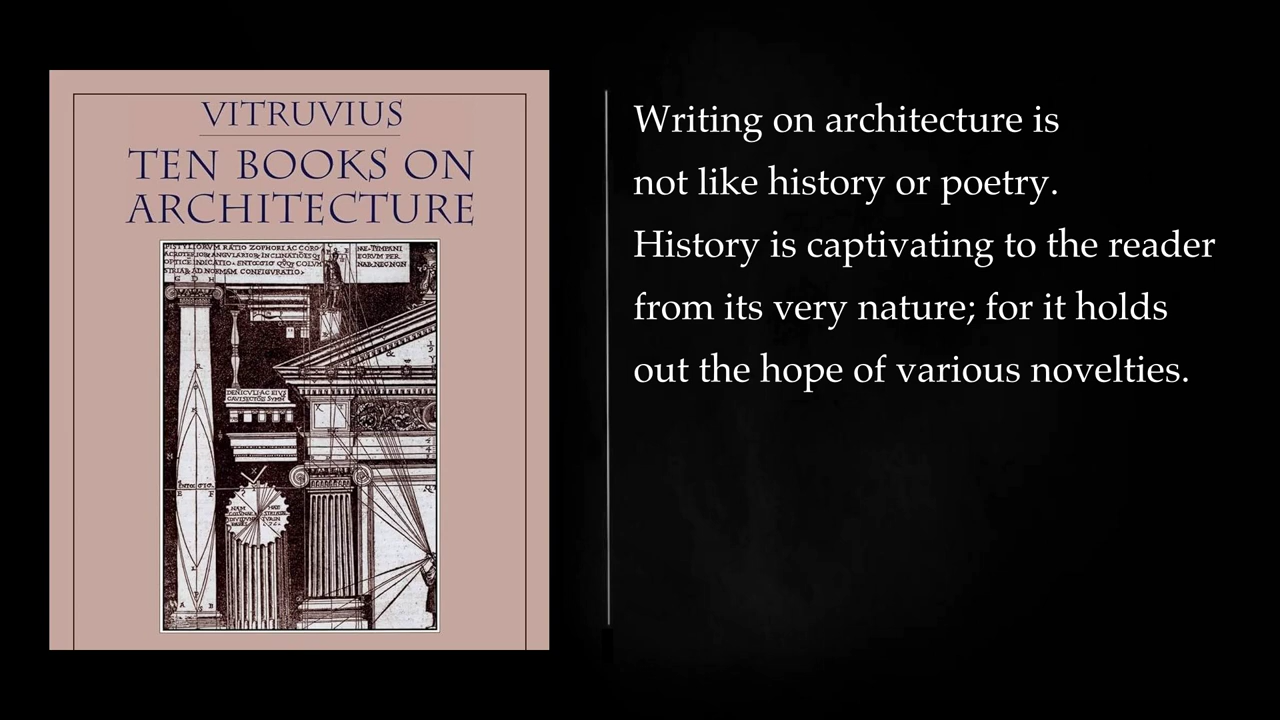 VITRUVIUS
TEN BOOKS ON
ARCHITECTURE
Writing on architecture is
not like history or poetry.
History is captivating to the reader
from its very nature; for it holds
out the hope of various novelties.